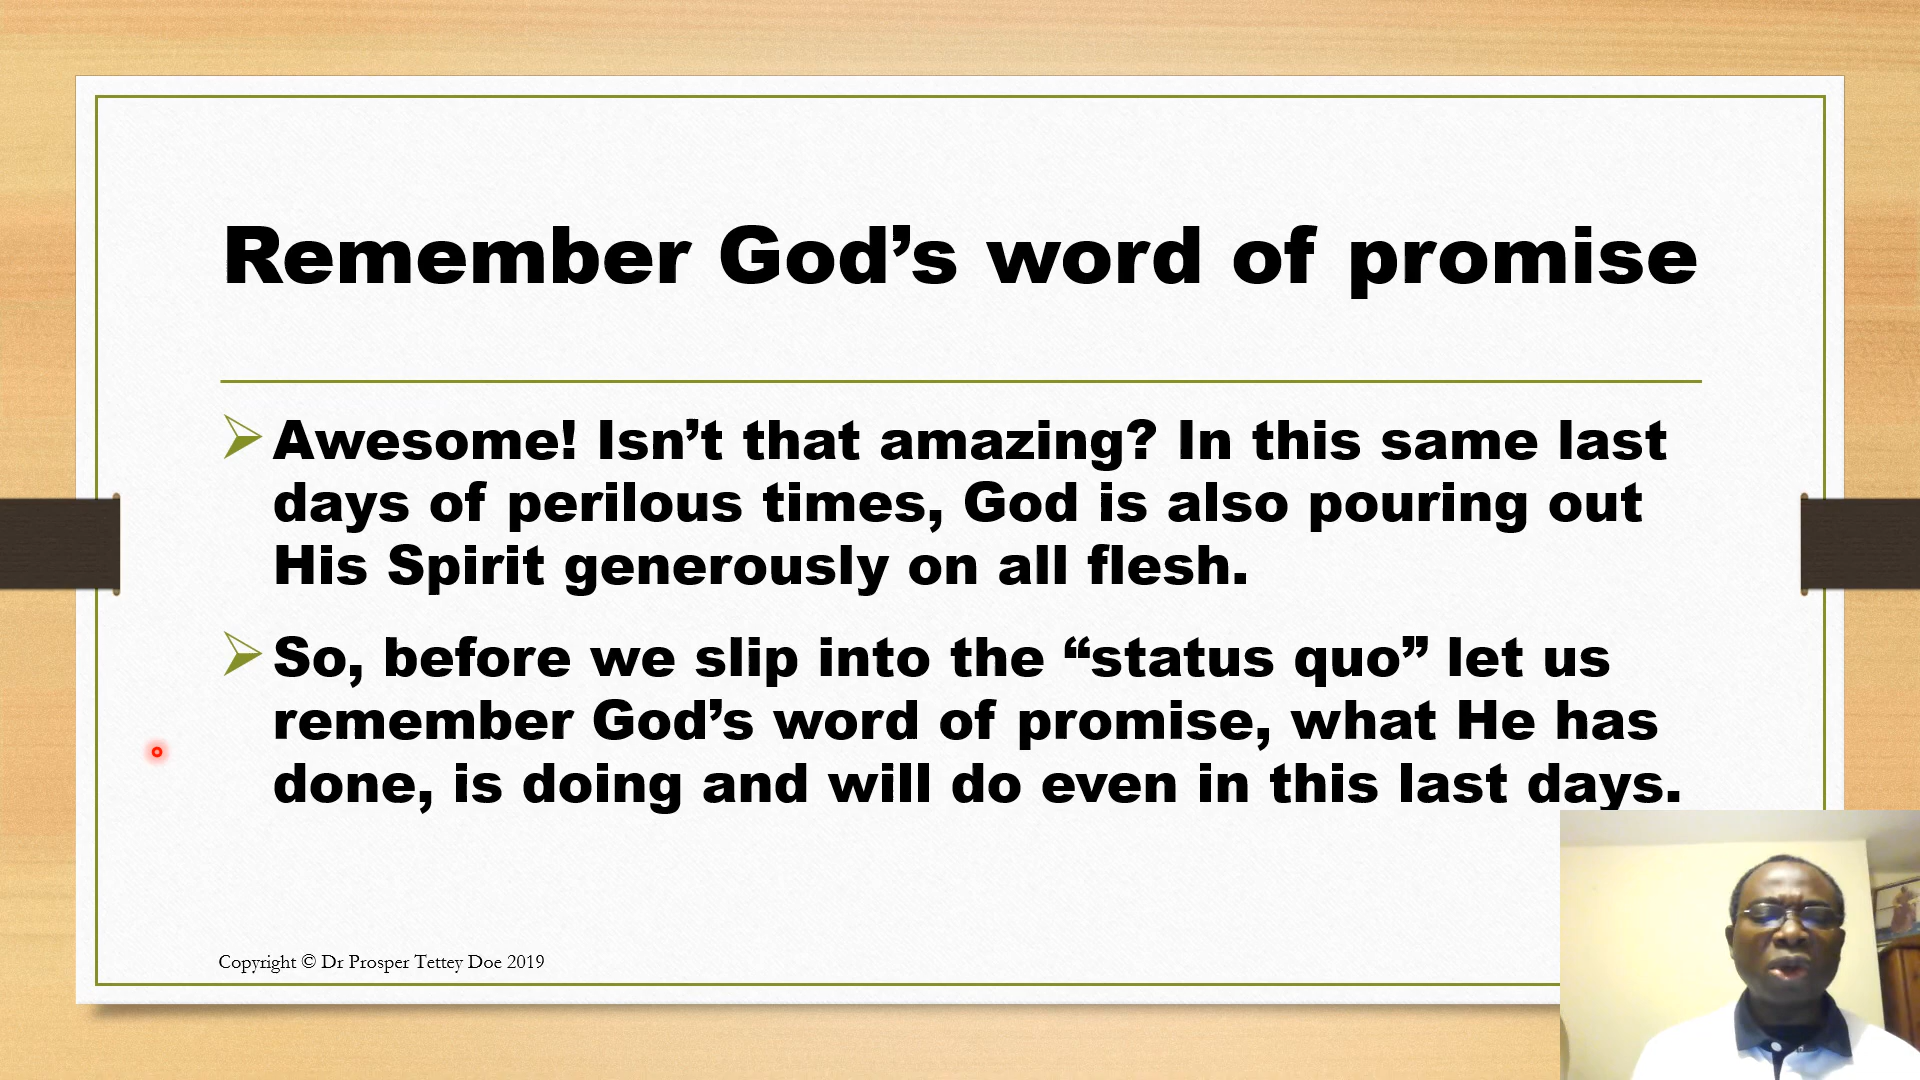 Remember God’s word of promise
Awesome! Isn’t that amazing? In this same last
days of perilous times, God is also pouring out
His Spirit generously on all flesh.
So, before we slip into the “status quo” let us
remember God’s word of promise, what He has
done, is doing and will do even in this last days.
Copyright © Dr Prosper Tettey Doe 2019